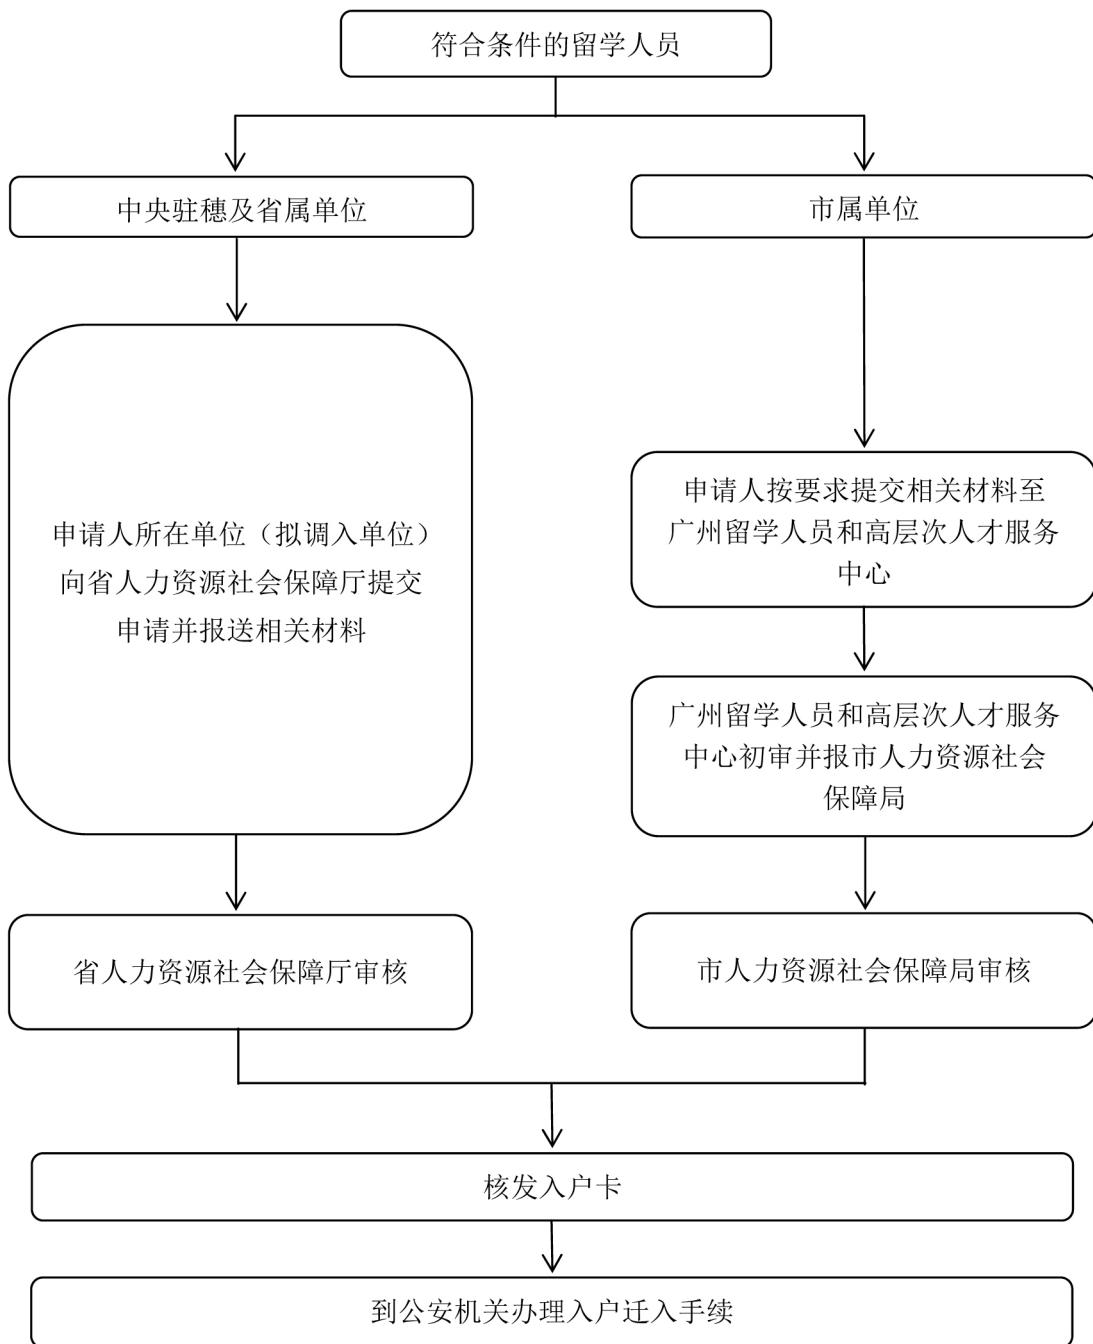 符合条件的留学人员
中央驻穗及省属单位
市属单位
申请人所在单位（拟调入单位）
向省人力资源社会保障厅提交
申请并报送相关材料
申请人按要求提交相关材料至
广州留学人员和高层次人才服务
中心
广州留学人员和高层次人才服务
中心初审并报市人力资源社会
保障局
省人力资源社会保障厅审核
市人力资源社会保障局审核
核发入户卡
到公安机关办理入户迁入手续